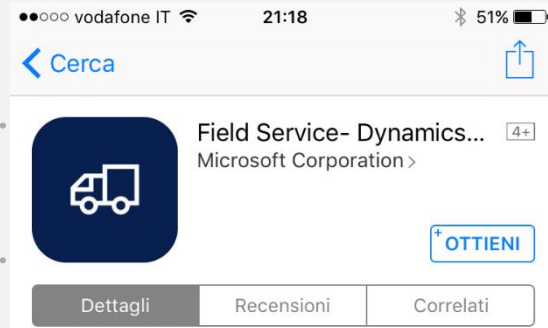 vodafone IT 21:18 51%
Cerca
Field Service- Dynamics... 4+
Microsoft Corporation >
+ OTTIENI
Dettagli Recensioni Correlati